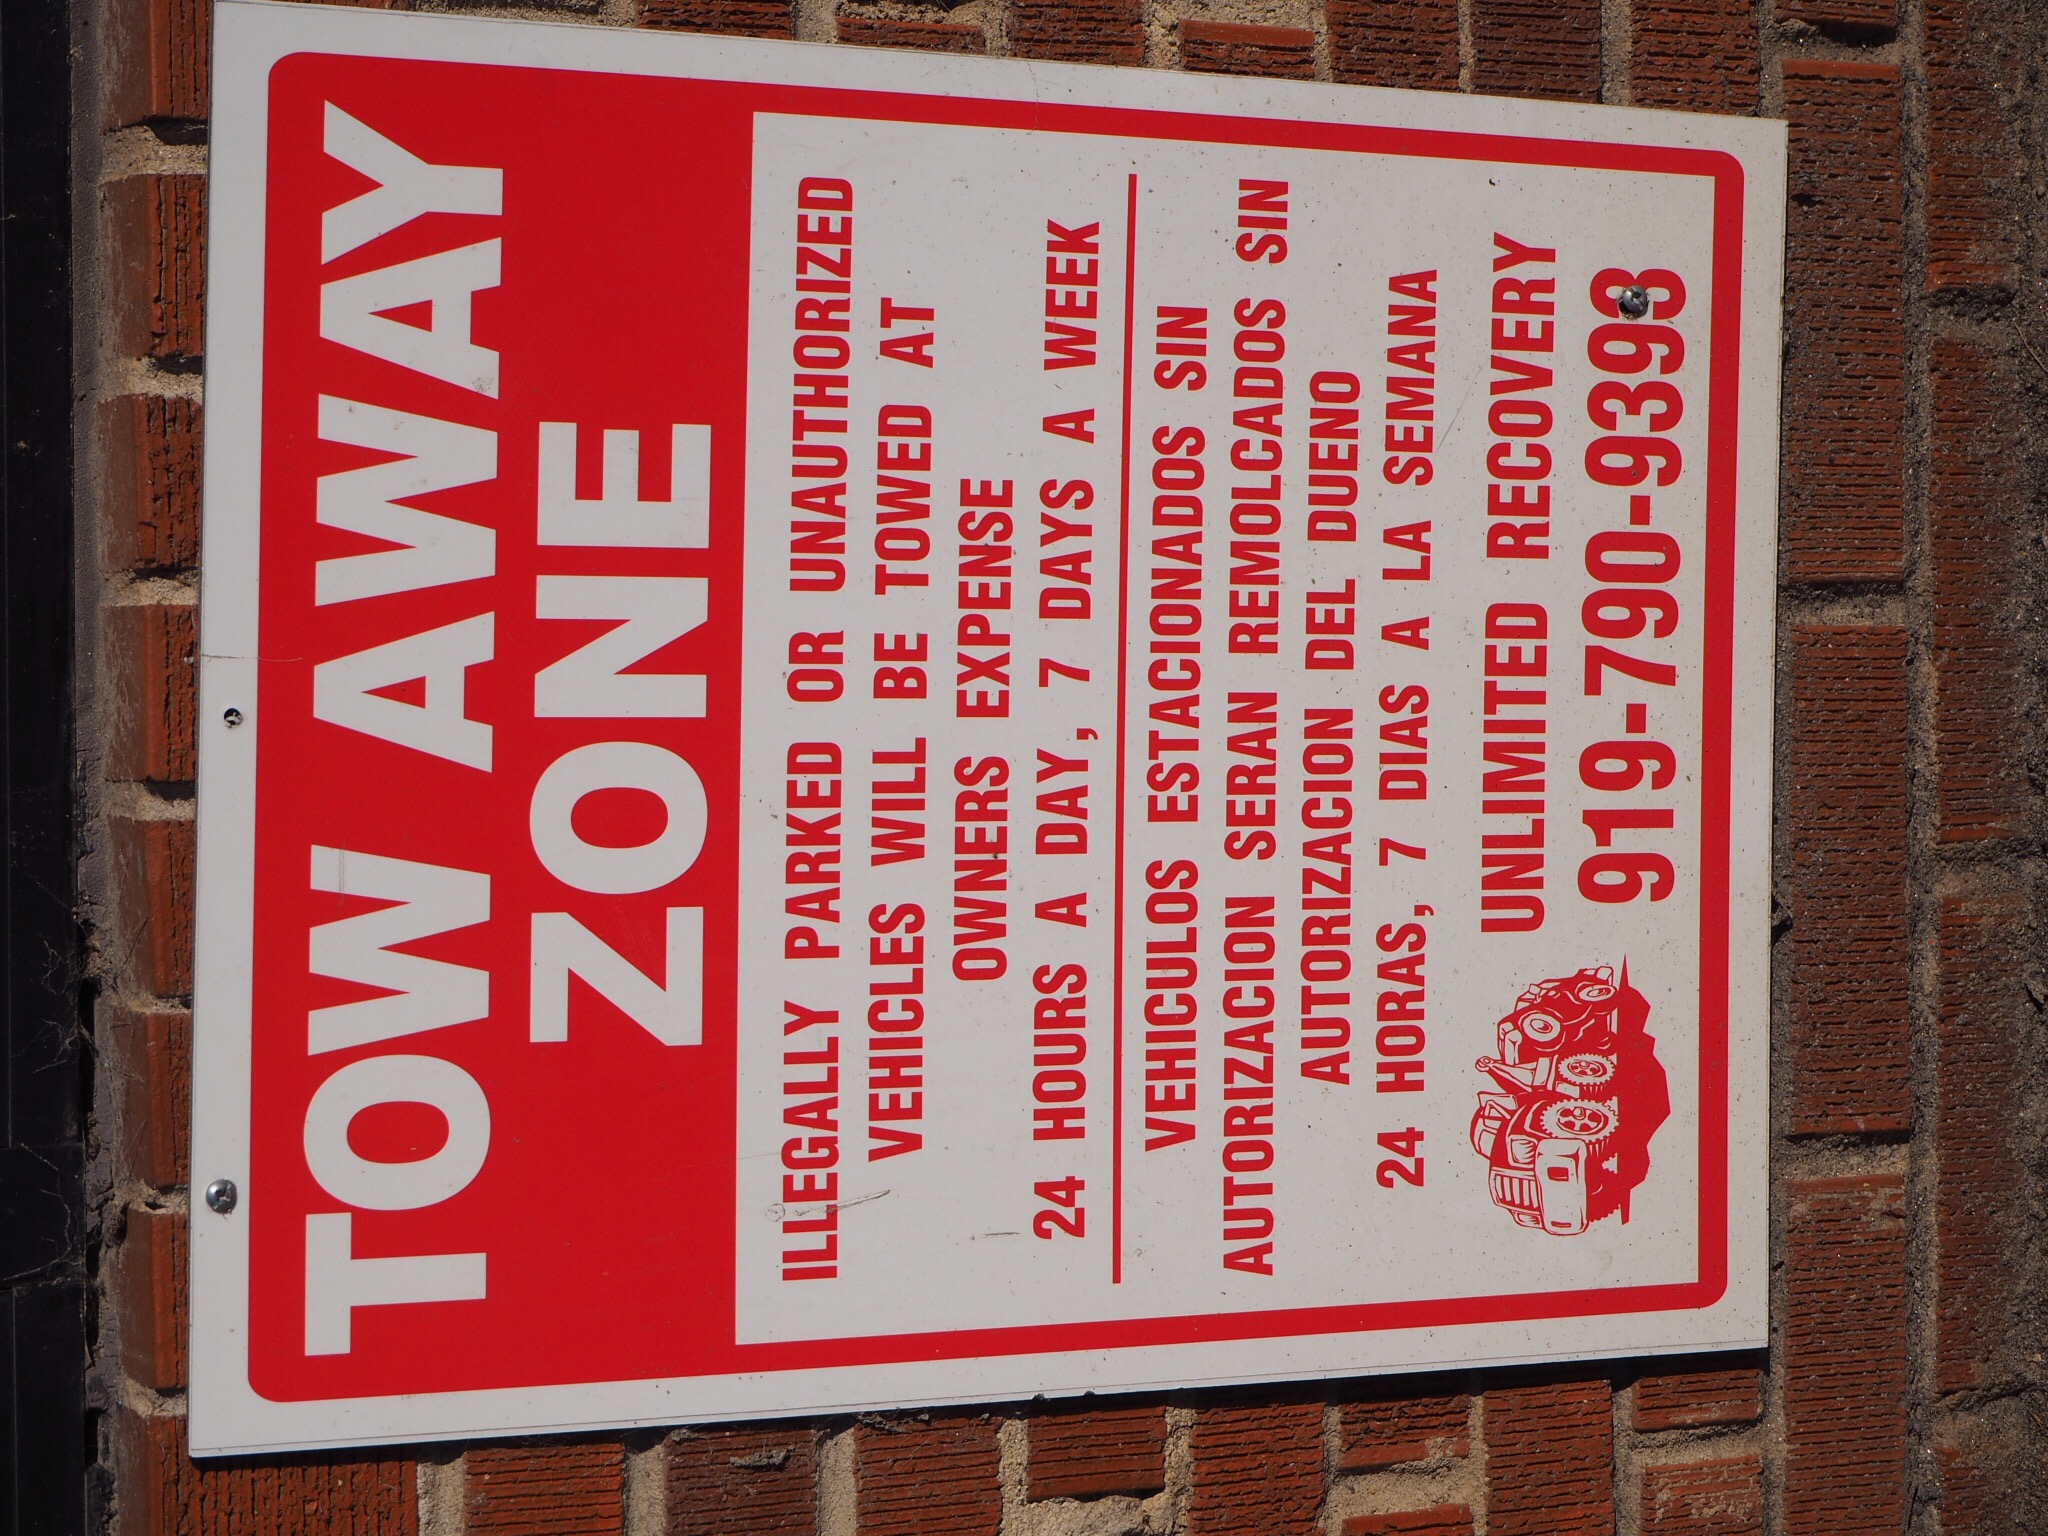 TOW AWAY
ZONE
ILLEGALLY PARKED OR UNAUTHORIZED
VEHICLES WILL BE TOWED AT
OWNERS EXPENSE
24 HOURS A DAY, 7 DAYS A WEEK
VEHICULOS ESTACIONADOS SIN
AUTORIZACION SERAN REMOLCADOS SIN
AUTORIZACION DEL DUENO
24 HORAS, 7 DIAS A LA SEMANA
UNLIMITED RECOVERY
919-790-9398